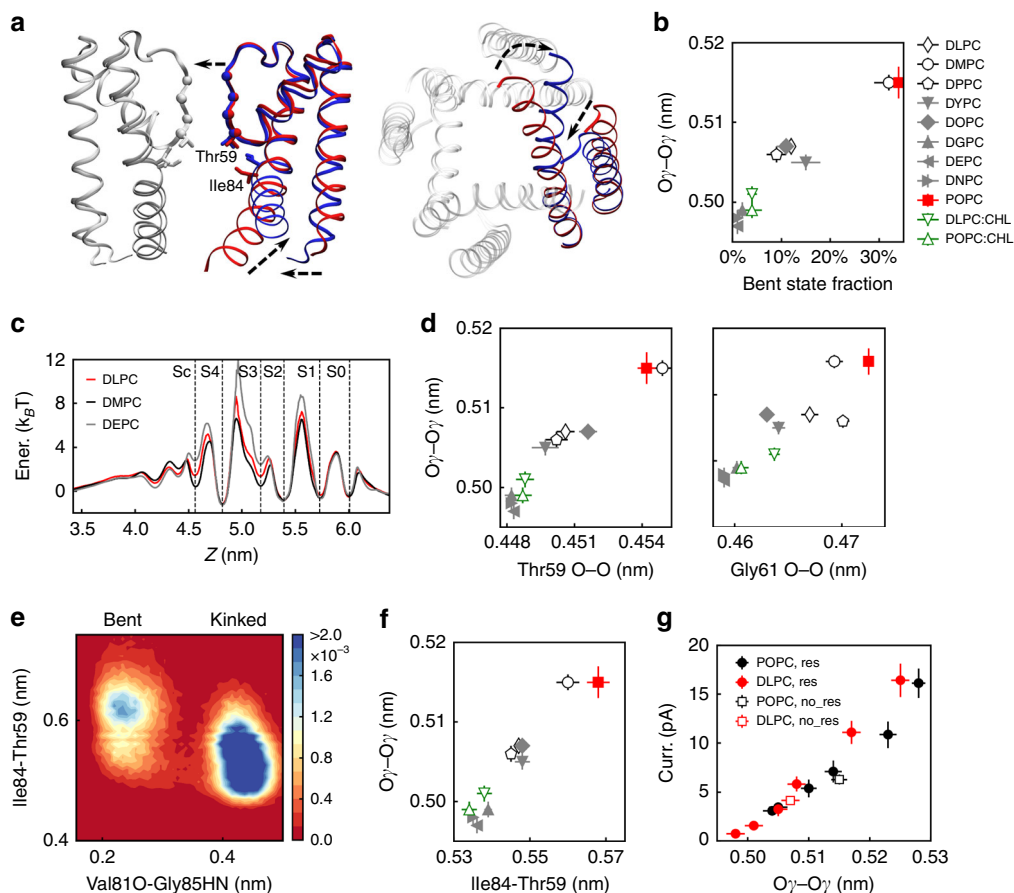 a
Thr59
Ile84
b
0.52
0.51
0.50
Oγ–Oγ (nm)
0%
10%
20%
30%
Bent state fraction
DLPC
DMPC
DPPC
DYPC
DOPC
DGPC
DEPC
DNPC
POPC
DLPC:CHL
POPC:CHL
c
12
8
4
0
Ener. (k_BT)
Sc
S4
S3
S2
S1
S0
DLPC
DMPC
DEPC
3.5
4.0
4.5
5.0
5.5
6.0
Z (nm)
d
0.52
0.51
0.50
Oγ–Oγ (nm)
0.448
0.451
0.454
Thr59 O–O (nm)
0.46
0.47
Gly61 O–O (nm)
e
Bent
Kinked
0.6
0.4
Ile84-Thr59 (nm)
0.2
0.4
Val81O-Gly85HN (nm)
>2.0
×10⁻³
1.6
1.2
0.8
0.4
0.0
f
0.52
0.51
0.50
Oγ–Oγ (nm)
0.53
0.55
0.57
Ile84-Thr59 (nm)
g
20
15
10
5
0
Curr. (pA)
POPC, res
DLPC, res
POPC, no_res
DLPC, no_res
0.50
0.51
0.52
0.53
Oγ–Oγ (nm)